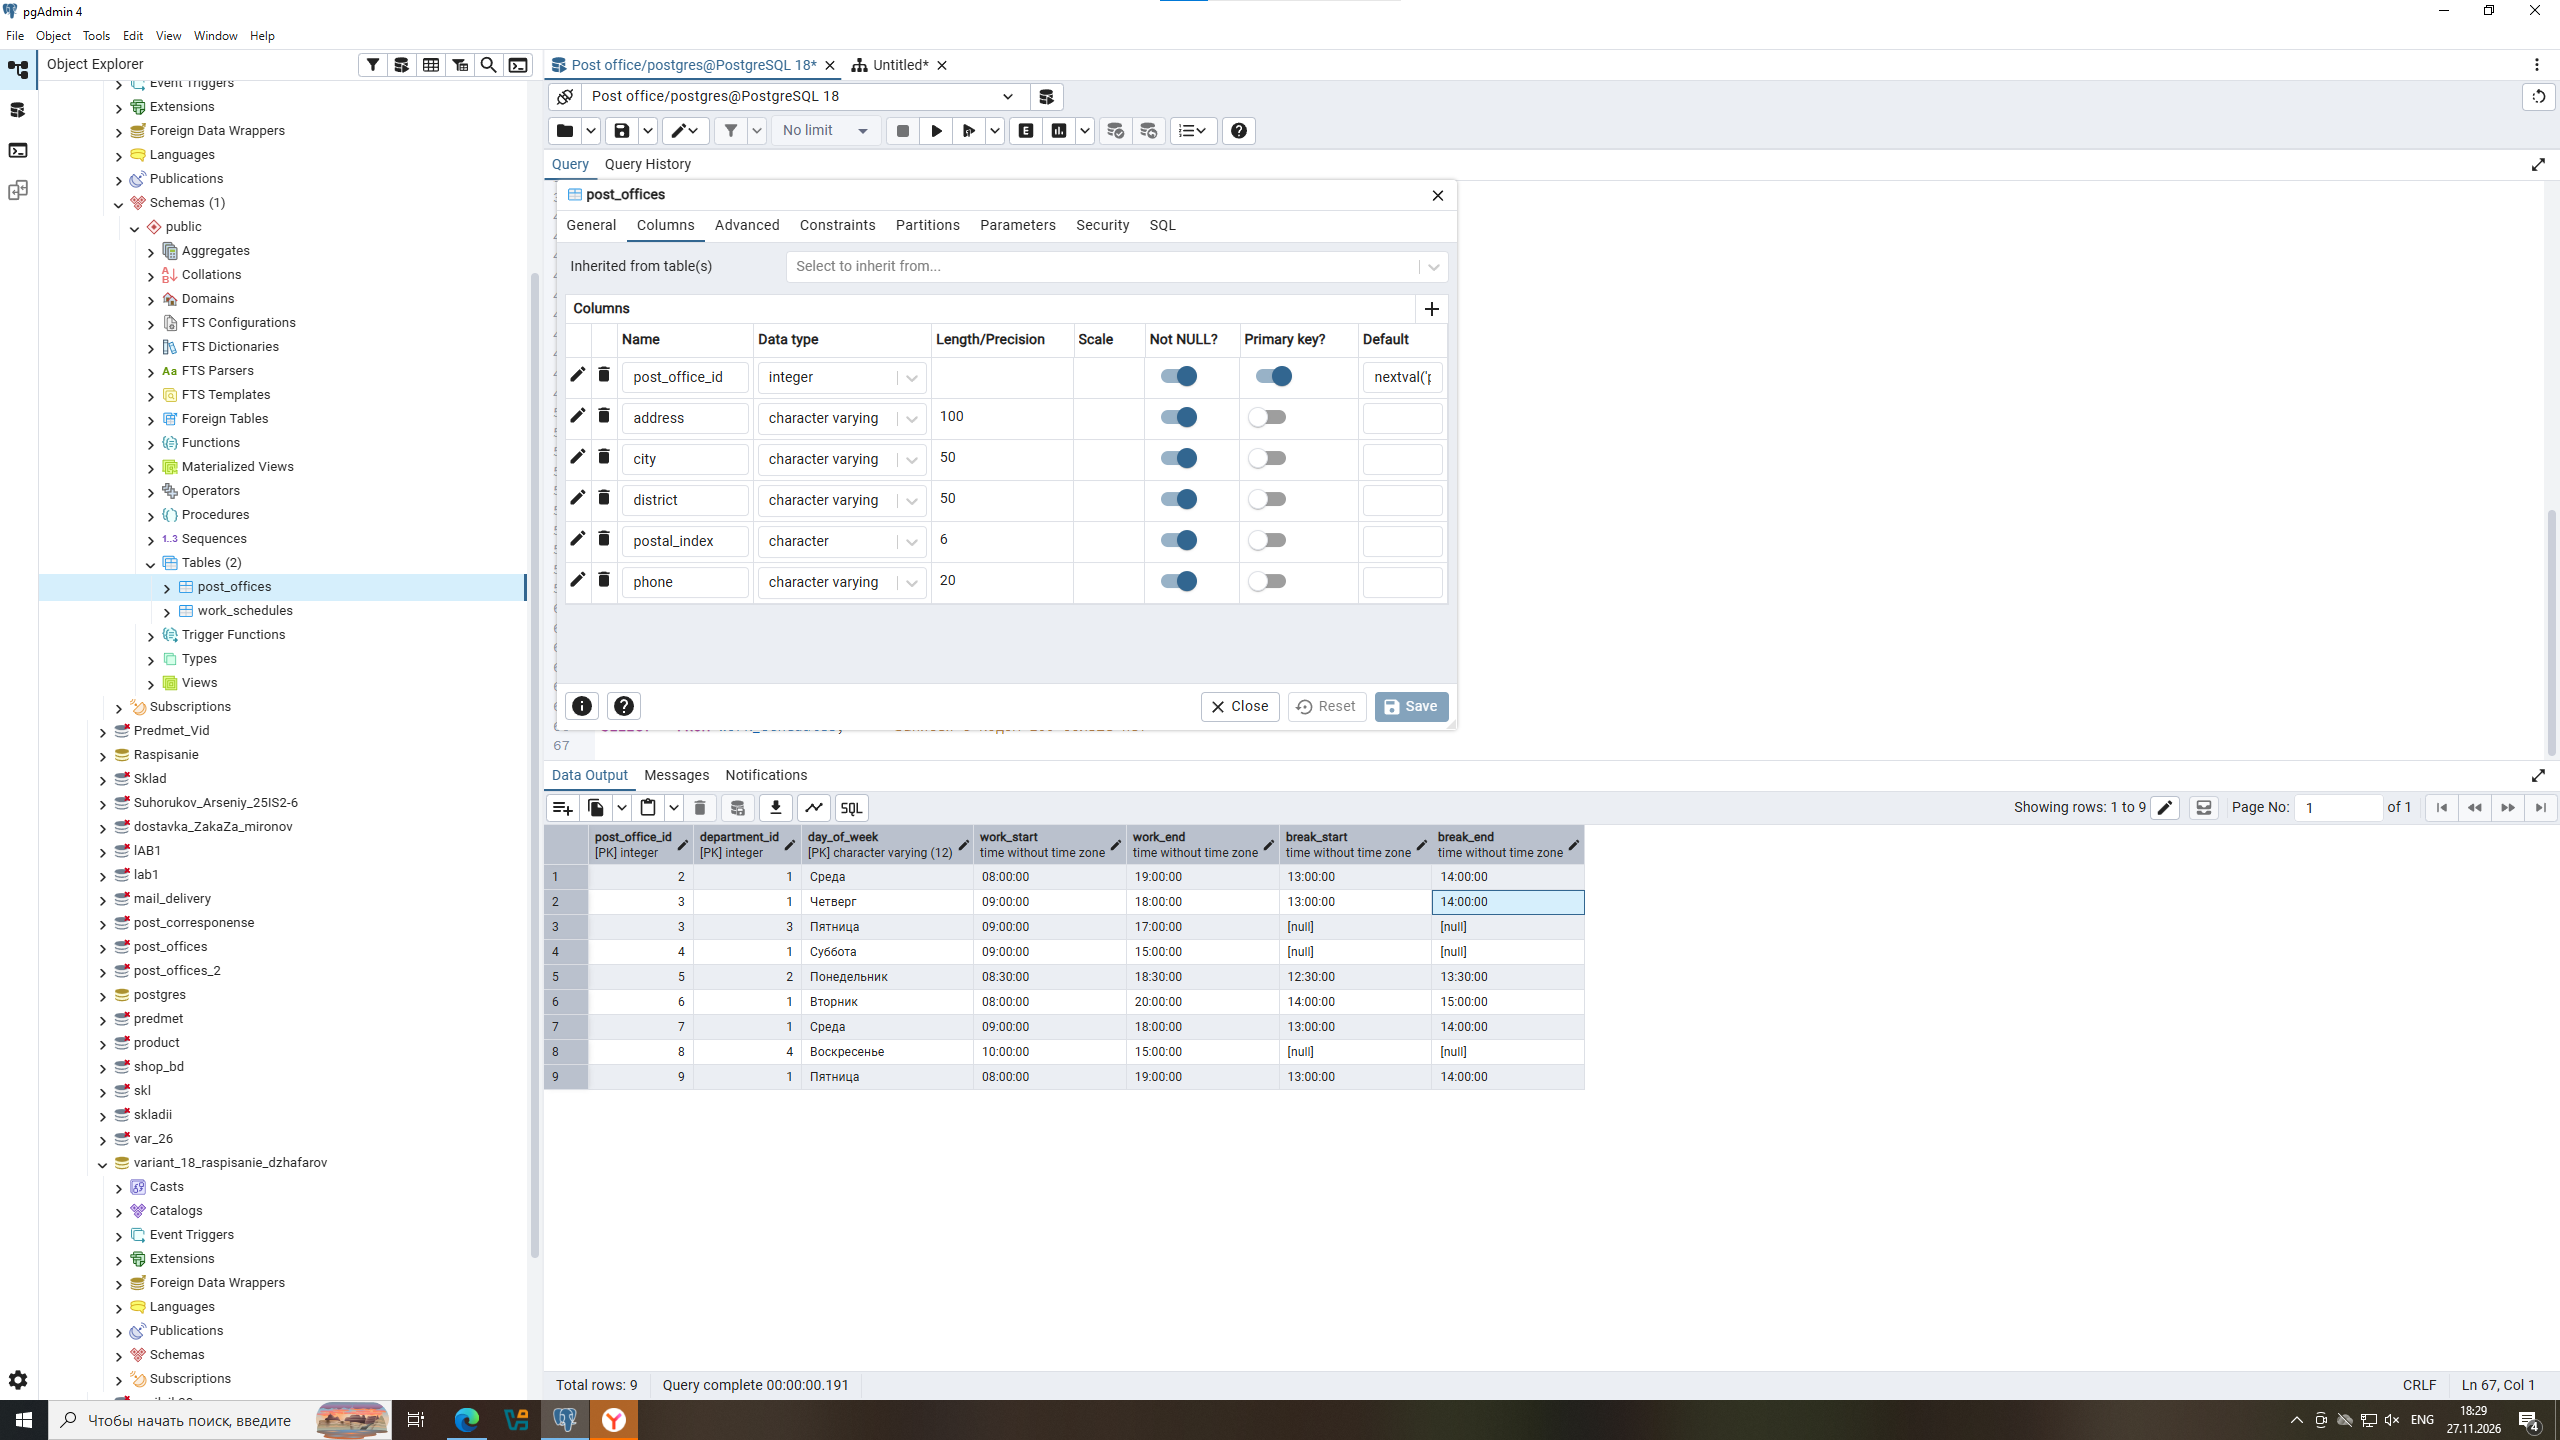 pgAdmin 4
File Object Tools Edit View Window Help
Object Explorer
Event Triggers
Extensions
Foreign Data Wrappers
Languages
Publications
Schemas (1)
public
Aggregates
Collations
Domains
FTS Configurations
FTS Dictionaries
Aa FTS Parsers
FTS Templates
Foreign Tables
Functions
Materialized Views
Operators
Procedures
1..3 Sequences
Tables (2)
post_offices
work_schedules
Trigger Functions
Types
Views
Subscriptions
Predmet_Vid
Raspisanie
Sklad
Suhorukov_Arseniy_25IS2-6
dostavka_ZakaZa_mironov
lAB1
lab1
mail_delivery
post_corresponense
post_offices
post_offices_2
postgres
predmet
product
shop_bd
skl
skladii
var_26
variant_18_raspisanie_dzhafarov
Casts
Catalogs
Event Triggers
Extensions
Foreign Data Wrappers
Languages
Publications
Schemas
Subscriptions
Post office/postgres@PostgreSQL 18* Untitled*
Post office/postgres@PostgreSQL 18
No limit
Query Query History
post_offices
General Columns Advanced Constraints Partitions Parameters Security SQL
Inherited from table(s) Select to inherit from...
Columns
Name Data type Length/Precision Scale Not NULL? Primary key? Default
post_office_id integer nextval('p
address character varying 100
city character varying 50
district character varying 50
postal_index character 6
phone character varying 20
Close Reset Save
67
Data Output Messages Notifications
SQL Showing rows: 1 to 9 Page No: 1 of 1
post_office_id department_id day_of_week work_start work_end break_start break_end
[PK] integer [PK] integer [PK] character varying (12) time without time zone time without time zone time without time zone time without time zone
1 2 1 Среда 08:00:00 19:00:00 13:00:00 14:00:00
2 3 1 Четверг 09:00:00 18:00:00 13:00:00 14:00:00
3 3 3 Пятница 09:00:00 17:00:00 [null] [null]
4 4 1 Суббота 09:00:00 15:00:00 [null] [null]
5 5 2 Понедельник 08:30:00 18:30:00 12:30:00 13:30:00
6 6 1 Вторник 08:00:00 20:00:00 14:00:00 15:00:00
7 7 1 Среда 09:00:00 18:00:00 13:00:00 14:00:00
8 8 4 Воскресенье 10:00:00 15:00:00 [null] [null]
9 9 1 Пятница 08:00:00 19:00:00 13:00:00 14:00:00
Total rows: 9 Query complete 00:00:00.191 CRLF Ln 67, Col 1
Чтобы начать поиск, введите
ENG 18:29
27.11.2026
4